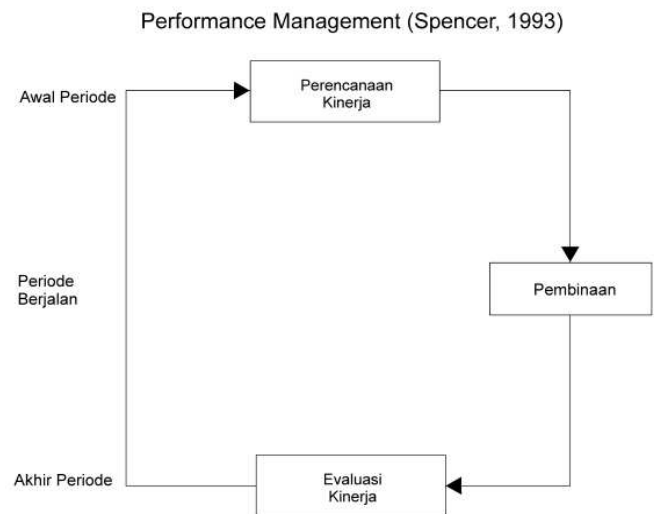 Performance Management (Spencer, 1993)
Awal Periode
Perencanaan
Kinerja
Periode
Berjalan
Pembinaan
Akhir Periode
Evaluasi
Kinerja